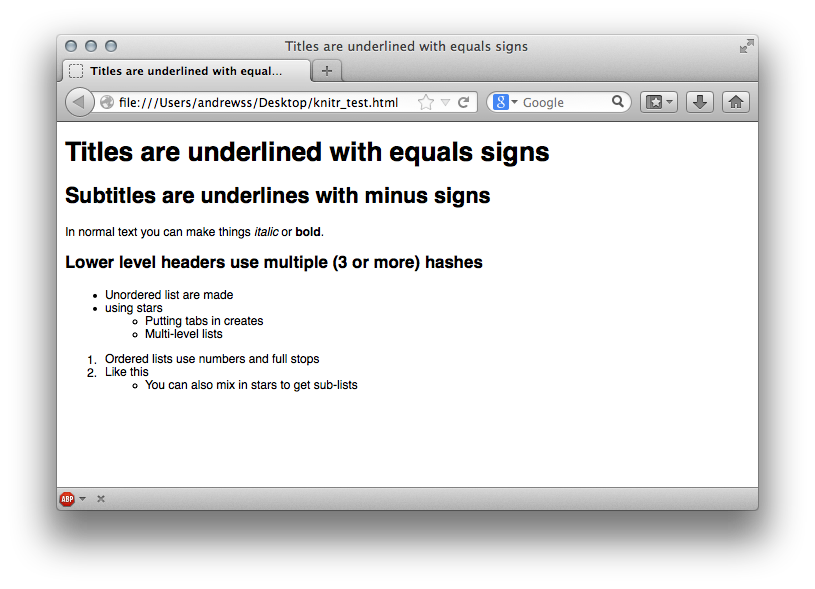 Titles are underlined with equals signs
Titles are underlined with equal...
file:///Users/andrewss/Desktop/knitr_test.html
8 Google
Titles are underlined with equals signs
Subtitles are underlines with minus signs
In normal text you can make things italic or bold.
Lower level headers use multiple (3 or more) hashes
• Unordered list are made
• using stars
○ Putting tabs in creates
○ Multi-level lists
1. Ordered lists use numbers and full stops
2. Like this
○ You can also mix in stars to get sub-lists
ABP